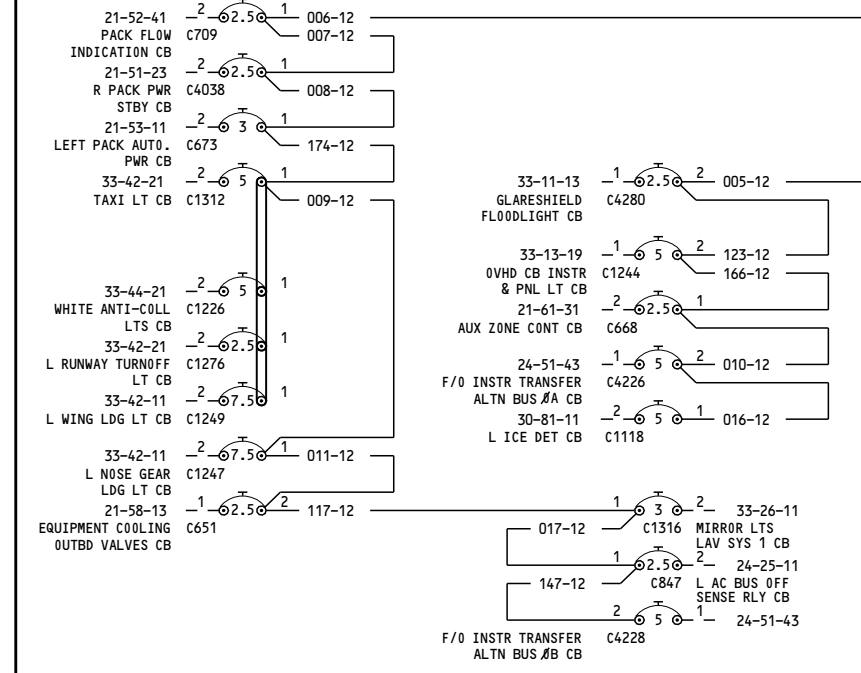 21-52-41 2 2.5 1 006-12
PACK FLOW C709 007-12
INDICATION CB
21-51-23 2 2.5 1
R PACK PWR C4038 008-12
STBY CB
21-53-11 2 3 1
LEFT PACK AUTO. C673 174-12
PWR CB
33-42-21 2 5 1
TAXI LT CB C1312 009-12
33-44-21 2 5 1
WHITE ANTI-COLL C1226
LTS CB
33-42-21 2 2.5 1
L RUNWAY TURNOFF C1276
LT CB
33-42-11 2 7.5 1
L WING LDG LT CB C1249
33-42-11 2 7.5 1 011-12
L NOSE GEAR C1247
LDG LT CB
21-58-13 1 2.5 2 117-12
EQUIPMENT COOLING C651
OUTBD VALVES CB
33-11-13 1 2.5 2 005-12
GLARESHIELD C4280
FLOODLIGHT CB
33-13-19 1 5 2 123-12
OVHD CB INSTR C1244 166-12
& PNL LT CB
21-61-31 2 2.5 1
AUX ZONE CONT CB C668
24-51-43 1 5 2 010-12
F/O INSTR TRANSFER C4226
ALTN BUS ØA CB
30-81-11 2 5 1 016-12
L ICE DET CB C1118
1 3 2 33-26-11
017-12 C1316 MIRROR LTS
LAV SYS 1 CB
1 2.5 2 24-25-11
147-12 C847 L AC BUS OFF
SENSE RLY CB
2 5 1 24-51-43
F/O INSTR TRANSFER C4228
ALTN BUS ØB CB